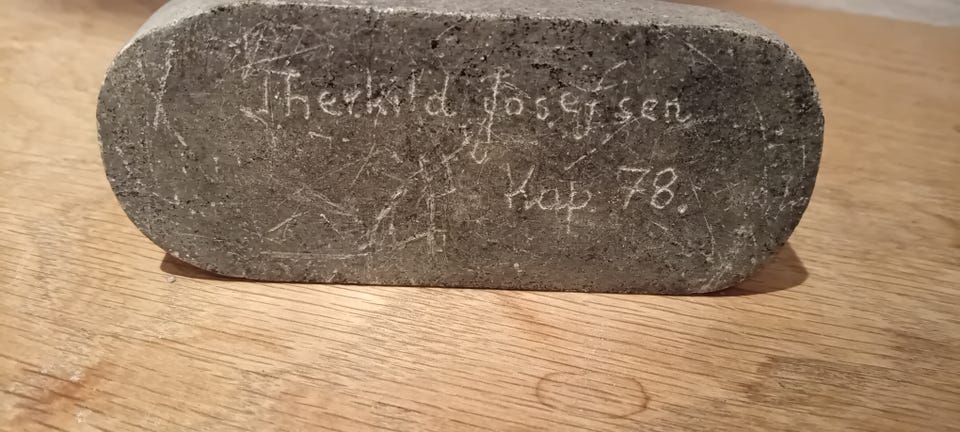 Therkild Josefsen
Kap 78.